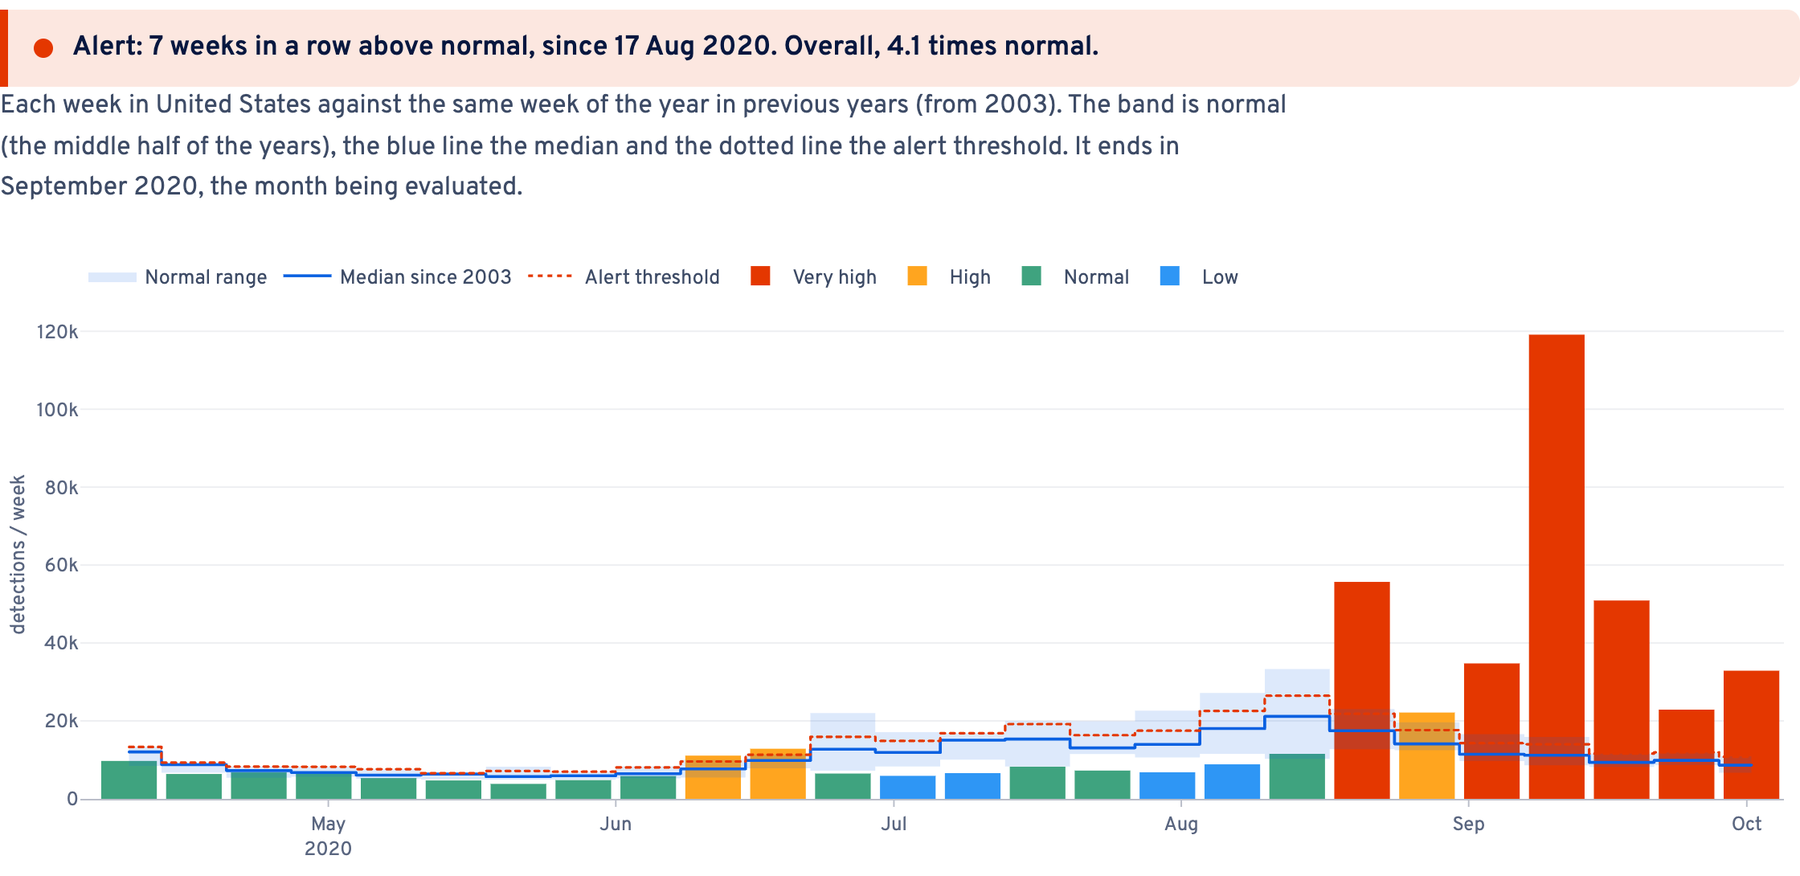 Alert: 7 weeks in a row above normal, since 17 Aug 2020. Overall, 4.1 times normal.
Each week in United States against the same week of the year in previous years (from 2003). The band is normal
(the middle half of the years), the blue line the median and the dotted line the alert threshold. It ends in
September 2020, the month being evaluated.
Normal range Median since 2003 Alert threshold Very high High Normal Low
120k
100k
80k
60k
40k
20k
0
detections / week
May Jun Jul Aug Sep Oct
2020